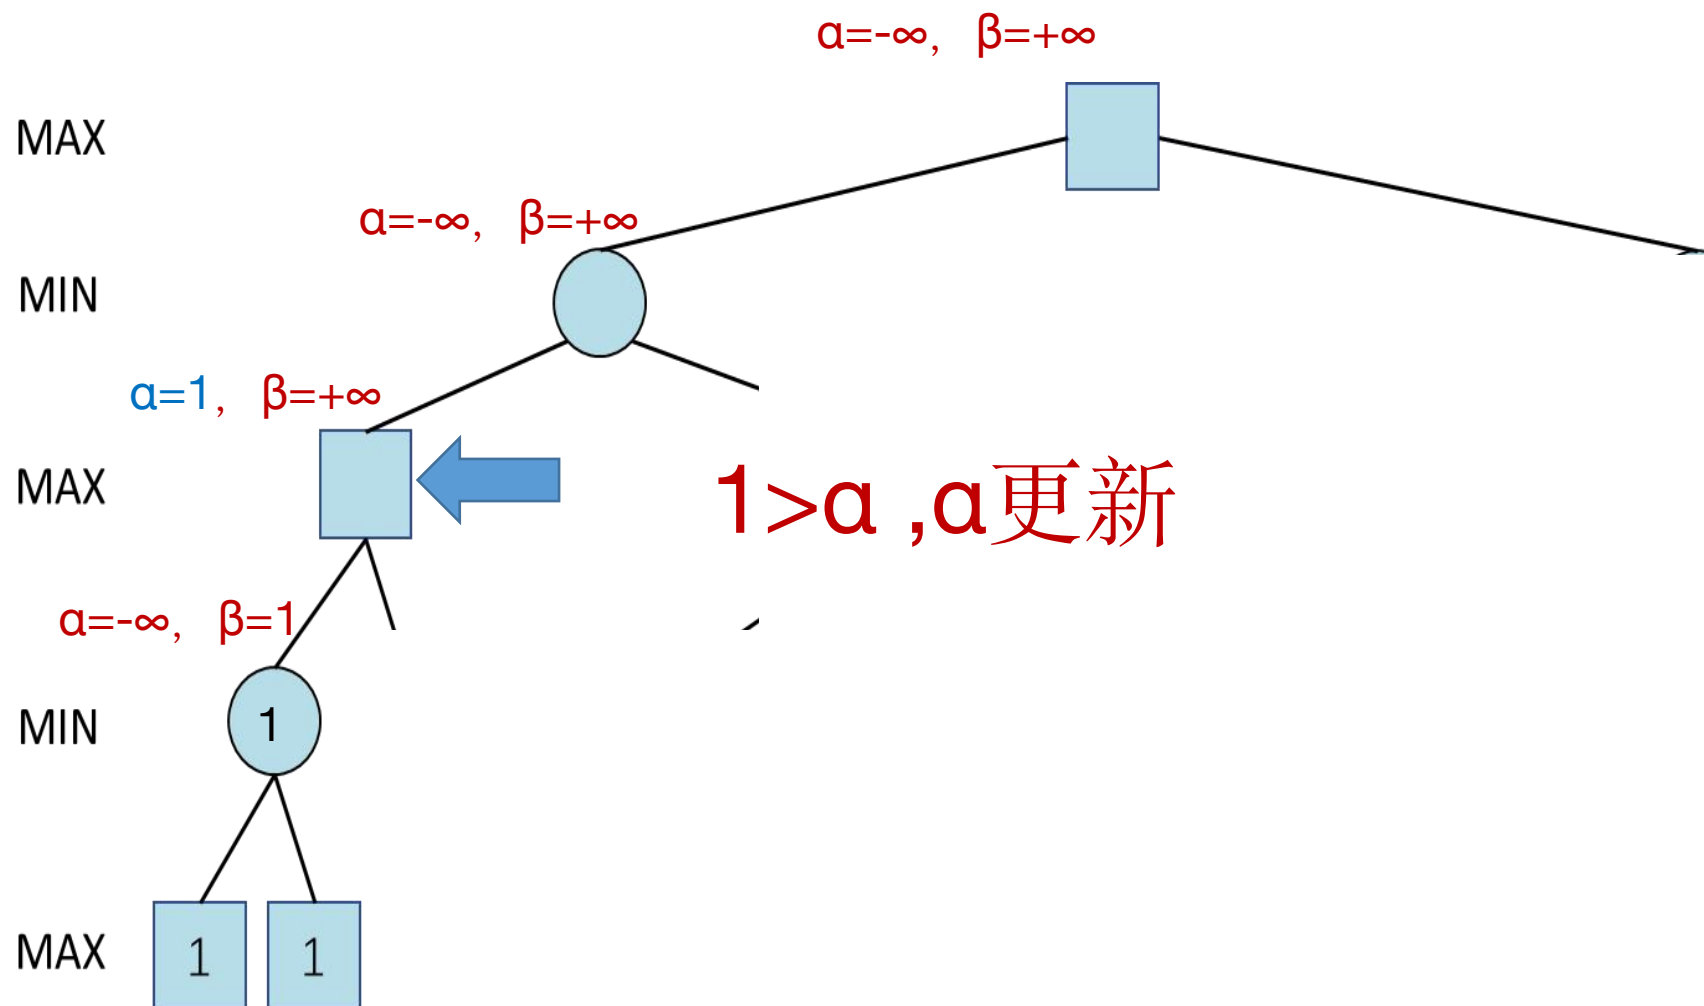 α=-∞, β=+∞
MAX
α=-∞, β=+∞
MIN
α=1, β=+∞
MAX
1>α ,α更新
α=-∞, β=1
MIN
1
MAX
1
1